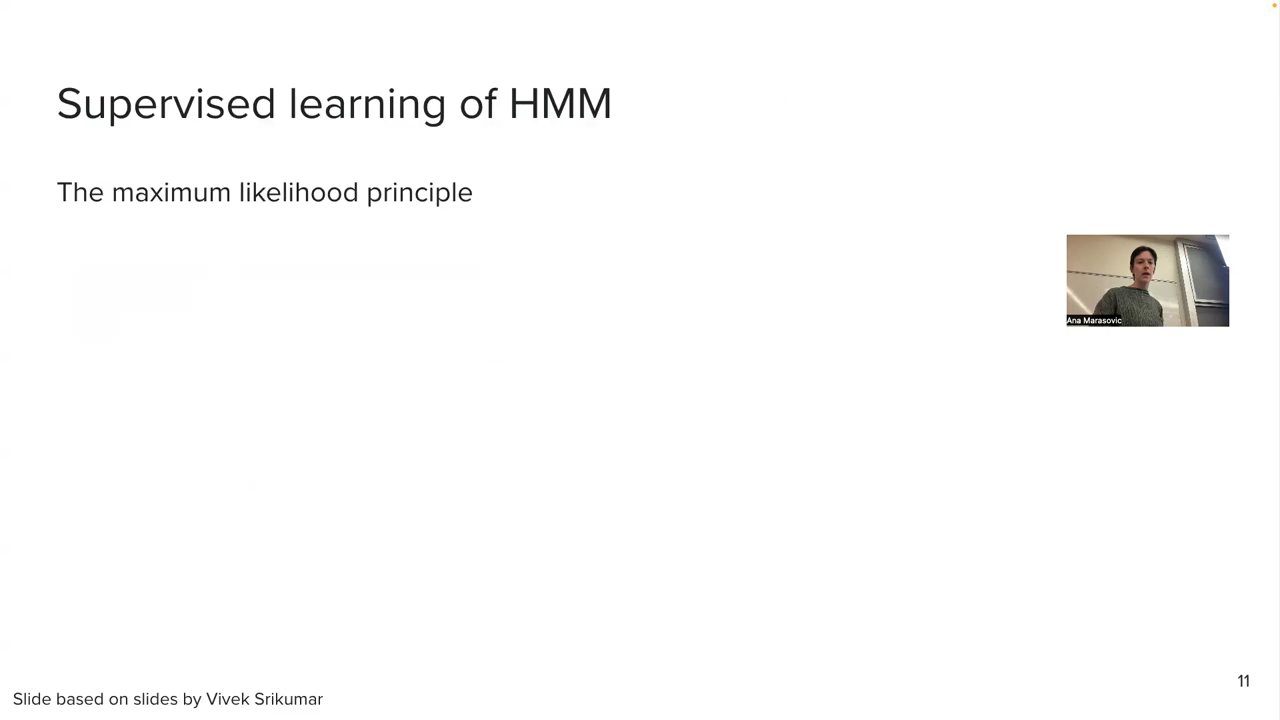 Supervised learning of HMM
The maximum likelihood principle
Ana Marasovic
11
Slide based on slides by Vivek Srikumar